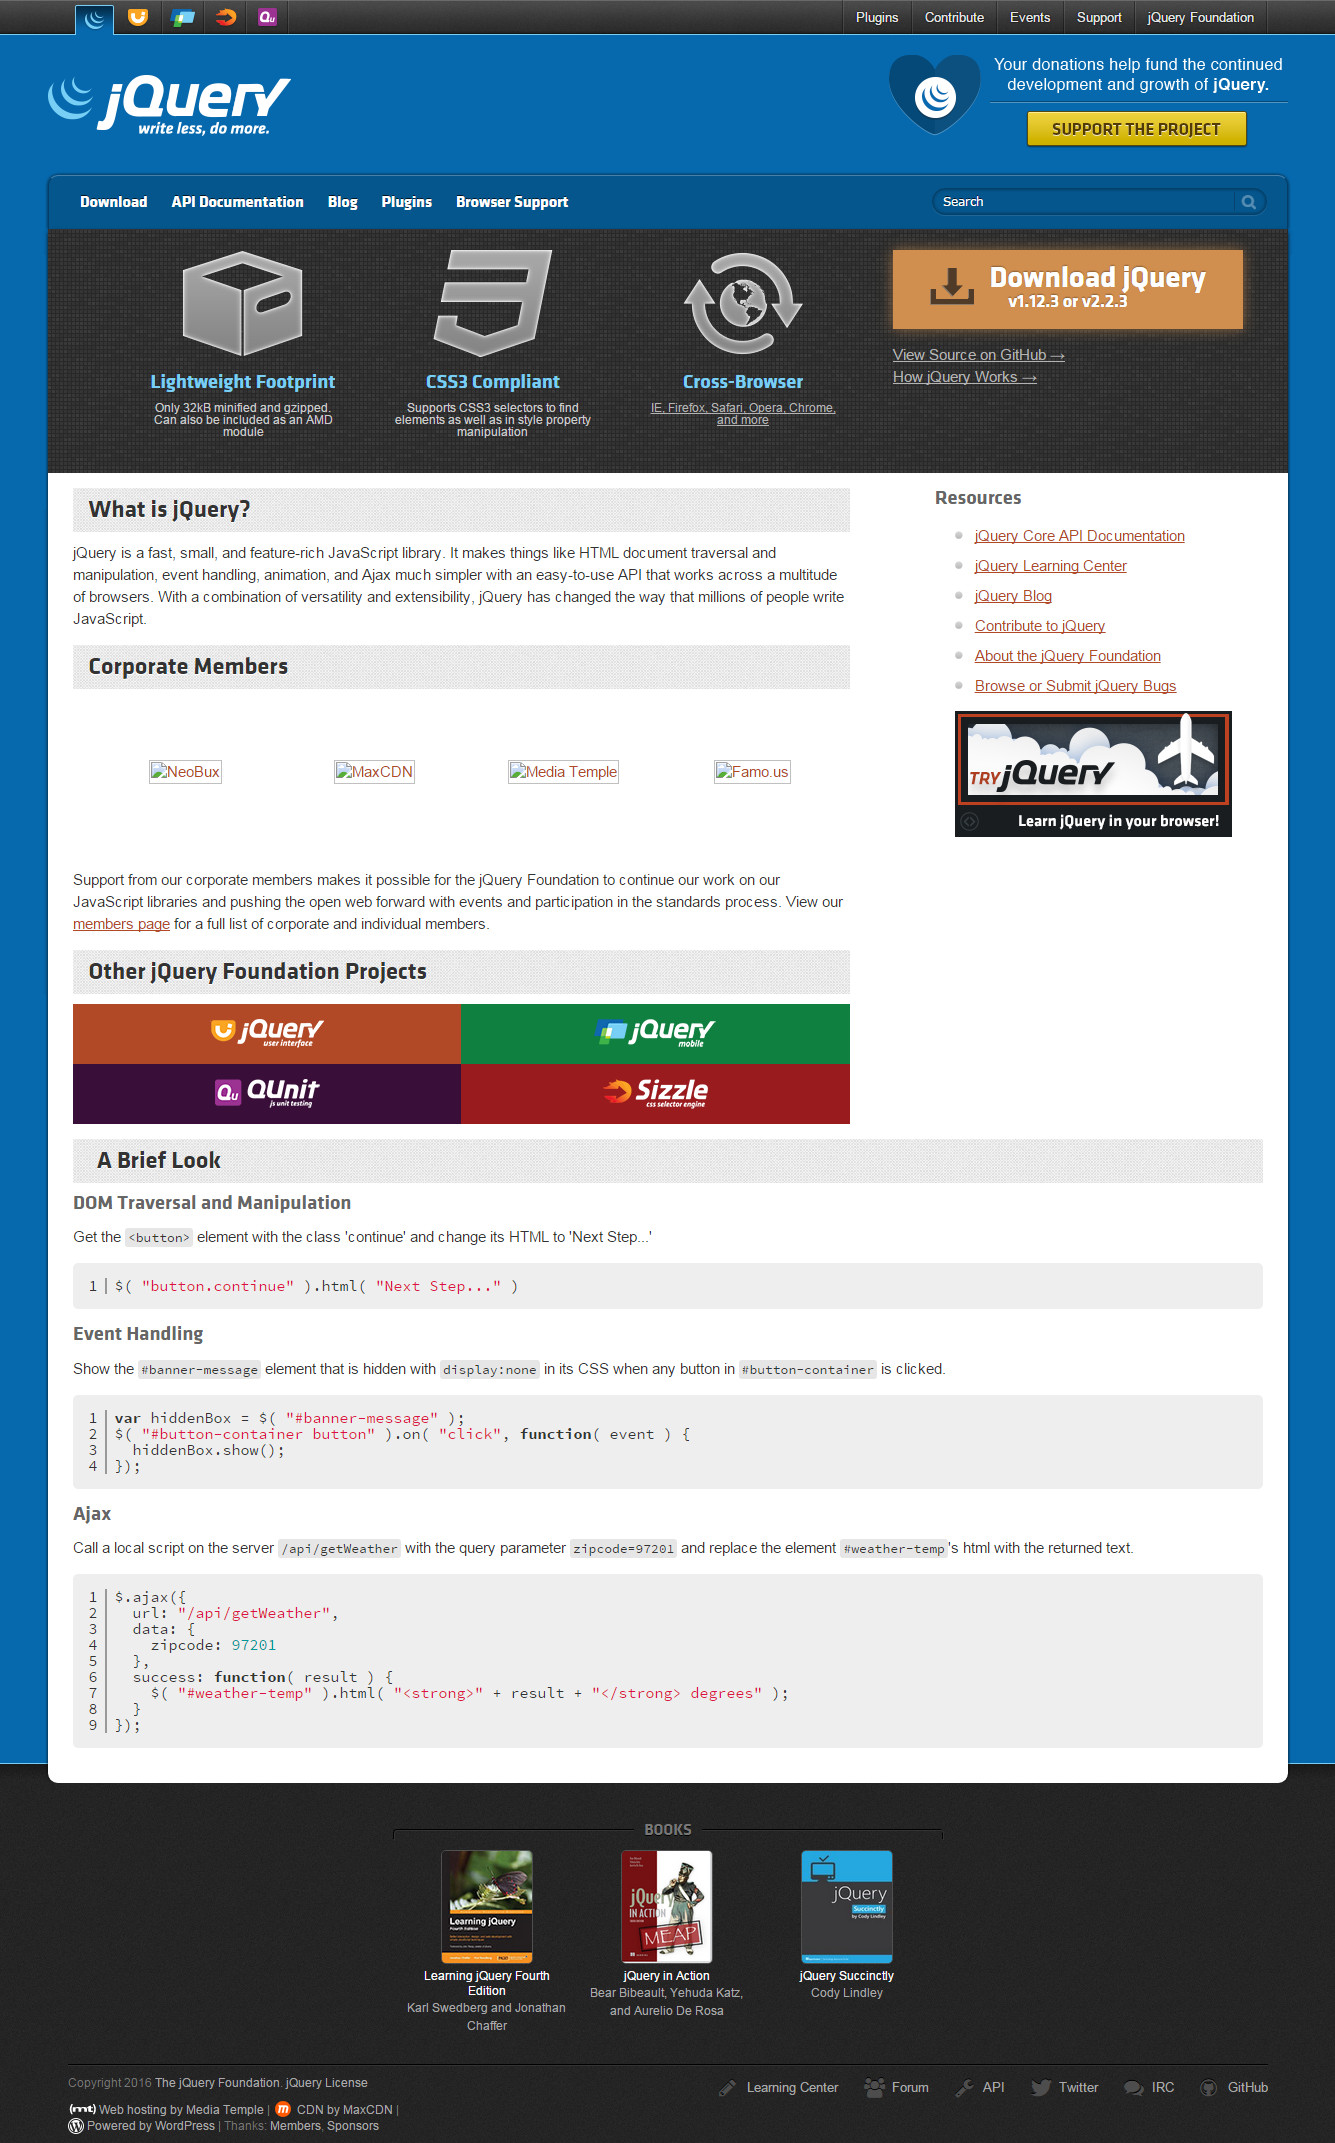 Plugins Contribute Events Support jQuery Foundation
jQuery
write less, do more.
Your donations help fund the continued
development and growth of jQuery.
SUPPORT THE PROJECT
Download API Documentation Blog Plugins Browser Support
Search
Lightweight Footprint
Only 32kB minified and gzipped.
Can also be included as an AMD
module
CSS3 Compliant
Supports CSS3 selectors to find
elements as well as in style property
manipulation
Cross-Browser
IE, Firefox, Safari, Opera, Chrome,
and more
Download jQuery
v1.12.3 or v2.2.3
View Source on GitHub →
How jQuery Works →
What is jQuery?
jQuery is a fast, small, and feature-rich JavaScript library. It makes things like HTML document traversal and
manipulation, event handling, animation, and Ajax much simpler with an easy-to-use API that works across a multitude
of browsers. With a combination of versatility and extensibility, jQuery has changed the way that millions of people write
JavaScript.
Corporate Members
NeoBux MaxCDN Media Temple Famo.us
Support from our corporate members makes it possible for the jQuery Foundation to continue our work on our
JavaScript libraries and pushing the open web forward with events and participation in the standards process. View our
members page for a full list of corporate and individual members.
Other jQuery Foundation Projects
jQuery
user interface
jQuery
mobile
Qu QUnit
js unit testing
Sizzle
css selector engine
Resources
jQuery Core API Documentation
jQuery Learning Center
jQuery Blog
Contribute to jQuery
About the jQuery Foundation
Browse or Submit jQuery Bugs
TRY jQuery
Learn jQuery in your browser!
A Brief Look
DOM Traversal and Manipulation
Get the <button> element with the class 'continue' and change its HTML to 'Next Step...'
1 $( "button.continue" ).html( "Next Step..." )
Event Handling
Show the #banner-message element that is hidden with display:none in its CSS when any button in #button-container is clicked.
1 var hiddenBox = $( "#banner-message" );
2 $( "#button-container button" ).on( "click", function( event ) {
3   hiddenBox.show();
4 });
Ajax
Call a local script on the server /api/getWeather with the query parameter zipcode=97201 and replace the element #weather-temp's html with the returned text.
1 $.ajax({
2   url: "/api/getWeather",
3   data: {
4     zipcode: 97201
5   },
6   success: function( result ) {
7     $( "#weather-temp" ).html( "<strong>" + result + "</strong> degrees" );
8   }
9 });
BOOKS
Learning jQuery
Fourth Edition
Learning jQuery Fourth
Edition
Karl Swedberg and Jonathan
Chaffer
jQuery
IN ACTION
MEAP
jQuery in Action
Bear Bibeault, Yehuda Katz,
and Aurelio De Rosa
jQuery
Succinctly
by Cody Lindley
jQuery Succinctly
Cody Lindley
Copyright 2016 The jQuery Foundation. jQuery License
(mt) Web hosting by Media Temple | m CDN by MaxCDN |
Powered by WordPress | Thanks: Members, Sponsors
Learning Center Forum API Twitter IRC GitHub